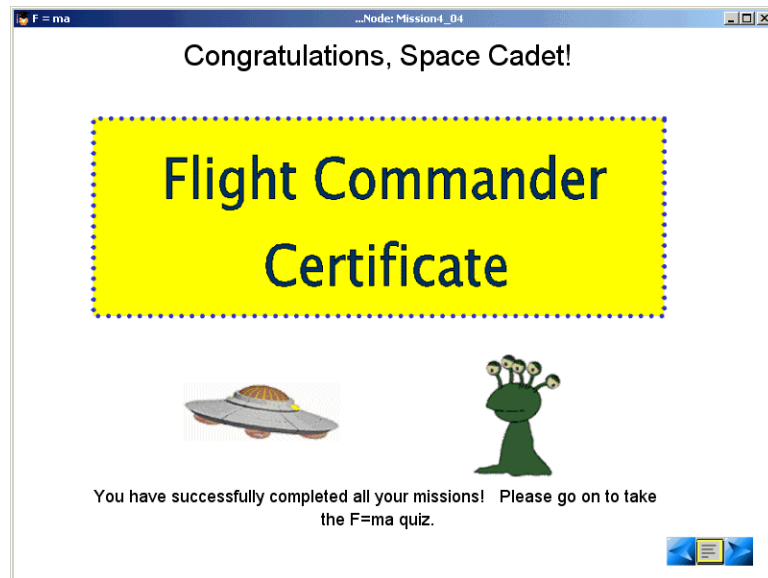 F = ma
...Node: Mission4_04
Congratulations, Space Cadet!
Flight Commander
Certificate
You have successfully completed all your missions!   Please go on to take
the F=ma quiz.